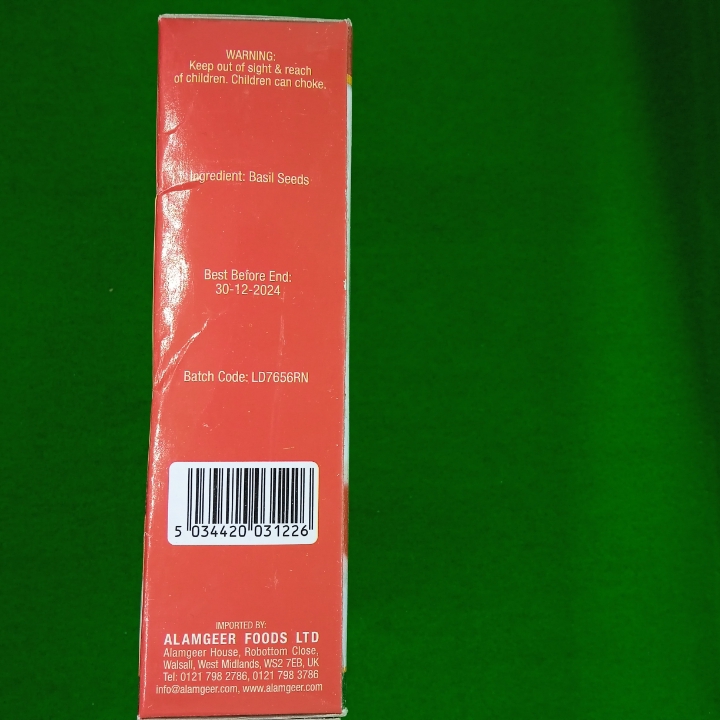 WARNING:
Keep out of sight & reach
of children. Children can choke.
Ingredient: Basil Seeds
Best Before End:
30-12-2024
Batch Code: LD7656RN
5 034420 031226
IMPORTED BY:
ALAMGEER FOODS LTD
Alamgeer House, Robottom Close,
Walsall, West Midlands, WS2 7EB, UK
Tel: 0121 798 2786, 0121 798 3786
info@alamgeer.com, www.alamgeer.com